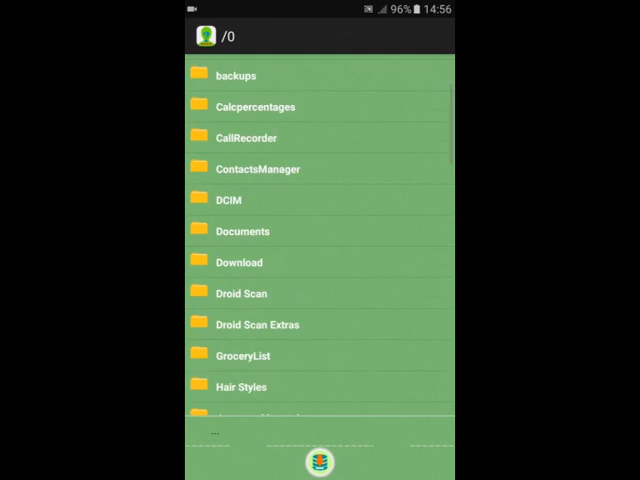 96% 14:56
/0
backups
Calcpercentages
CallRecorder
ContactsManager
DCIM
Documents
Download
Droid Scan
Droid Scan Extras
GroceryList
Hair Styles
...